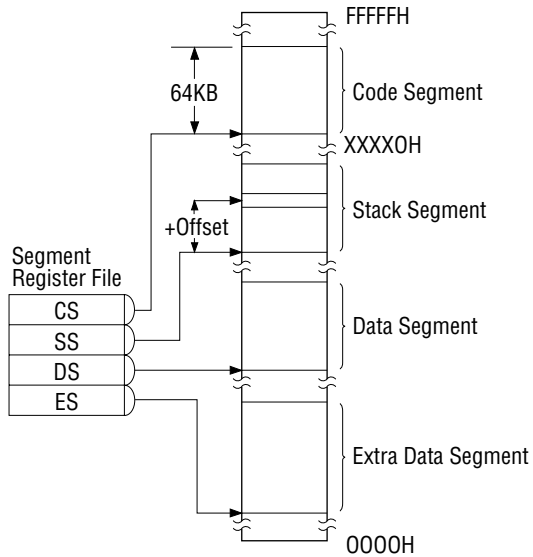 FFFFFH
64KB
Code Segment
XXXXOH
+Offset
Stack Segment
Segment
Register File
CS
SS
DS
ES
Data Segment
Extra Data Segment
OOOOH